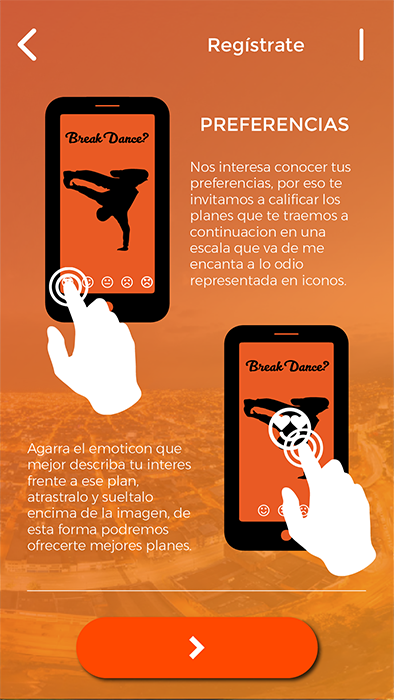 Regístrate
PREFERENCIAS
Break Dance?
Nos interesa conocer tus
preferencias, por eso te
invitamos a calificar los
planes que te traemos a
continuacion en una
escala que va de me
encanta a lo odio
representada en iconos.
Break Dance?
Agarra el emoticon que
mejor describa tu interes
frente a ese plan,
atrastralo y sueltalo
encima de la imagen, de
esta forma podremos
ofrecerte mejores planes.